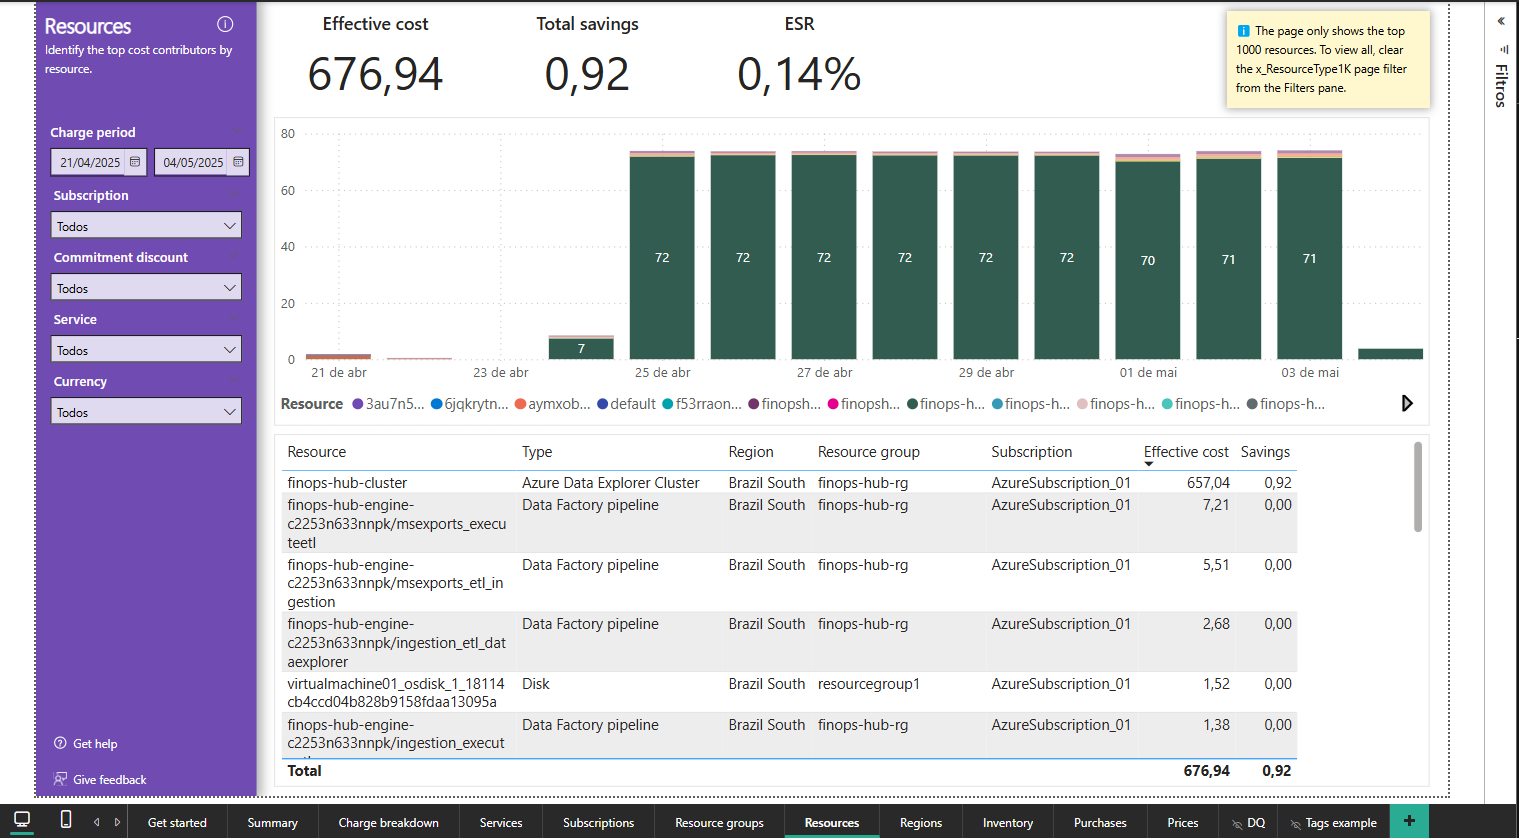 Resources
Identify the top cost contributors by
resource.
Charge period
21/04/2025
04/05/2025
Subscription
Todos
Commitment discount
Todos
Service
Todos
Currency
Todos
Get help
Give feedback
Effective cost
676,94
Total savings
0,92
ESR
0,14%
The page only shows the top
1000 resources. To view all, clear
the x_ResourceType1K page filter
from the Filters pane.
Filtros
80
60
40
20
0
7
72
72
72
72
72
72
70
71
71
21 de abr
23 de abr
25 de abr
27 de abr
29 de abr
01 de mai
03 de mai
Resource 3au7n5... 6jqkrytn... aymxob... default f53rraon... finopsh... finopsh... finops-h... finops-h... finops-h... finops-h... finops-h...
Resource Type Region Resource group Subscription Effective cost Savings
finops-hub-cluster Azure Data Explorer Cluster Brazil South finops-hub-rg AzureSubscription_01 657,04 0,92
finops-hub-engine- Data Factory pipeline Brazil South finops-hub-rg AzureSubscription_01 7,21 0,00
c2253n633nnpk/msexports_execu
teetl
finops-hub-engine- Data Factory pipeline Brazil South finops-hub-rg AzureSubscription_01 5,51 0,00
c2253n633nnpk/msexports_etl_in
gestion
finops-hub-engine- Data Factory pipeline Brazil South finops-hub-rg AzureSubscription_01 2,68 0,00
c2253n633nnpk/ingestion_etl_dat
aexplorer
virtualmachine01_osdisk_1_18114 Disk Brazil South resourcegroup1 AzureSubscription_01 1,52 0,00
cb4ccd04b828b9158fdaa13095a
finops-hub-engine- Data Factory pipeline Brazil South finops-hub-rg AzureSubscription_01 1,38 0,00
c2253n633nnpk/ingestion_execut
Total 676,94 0,92
Get started
Summary
Charge breakdown
Services
Subscriptions
Resource groups
Resources
Regions
Inventory
Purchases
Prices
DQ
Tags example
+